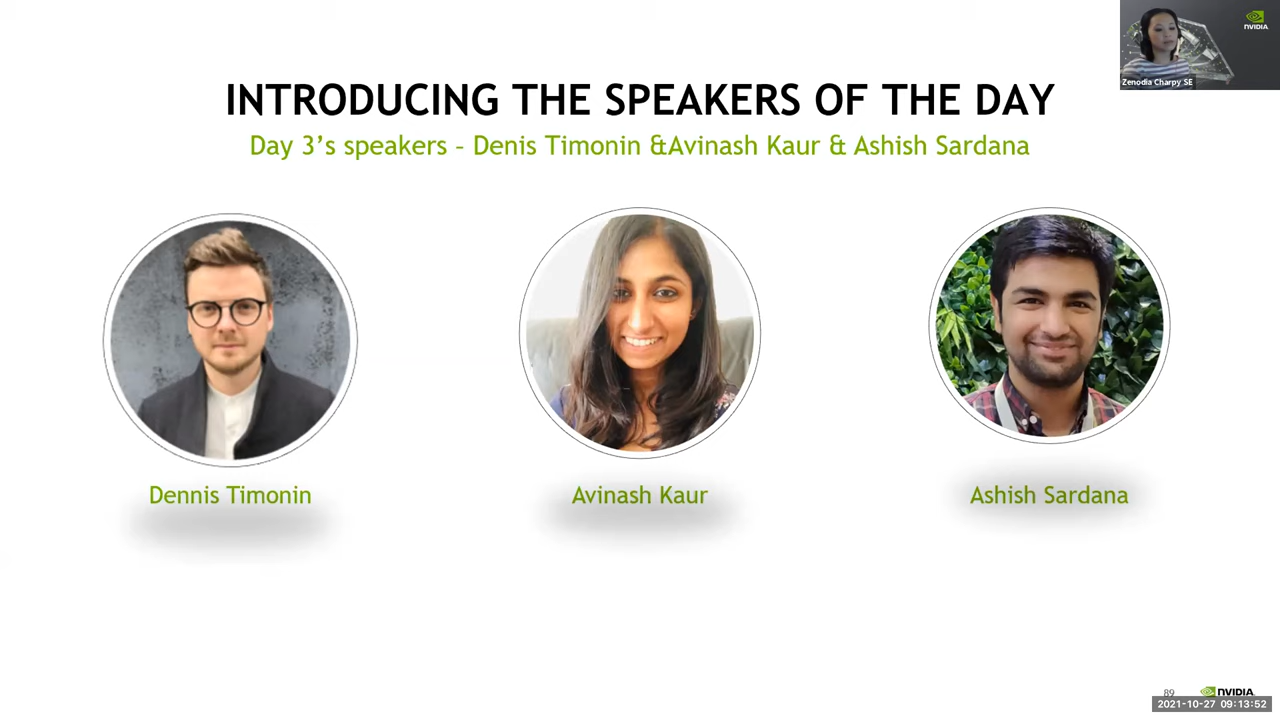 NVIDIA.
Zenodia Charpy SE
INTRODUCING THE SPEAKERS OF THE DAY
Day 3’s speakers – Denis Timonin &Avinash Kaur & Ashish Sardana
Dennis Timonin
Avinash Kaur
Ashish Sardana
89
NVIDIA.
2021-10-27 09:13:52